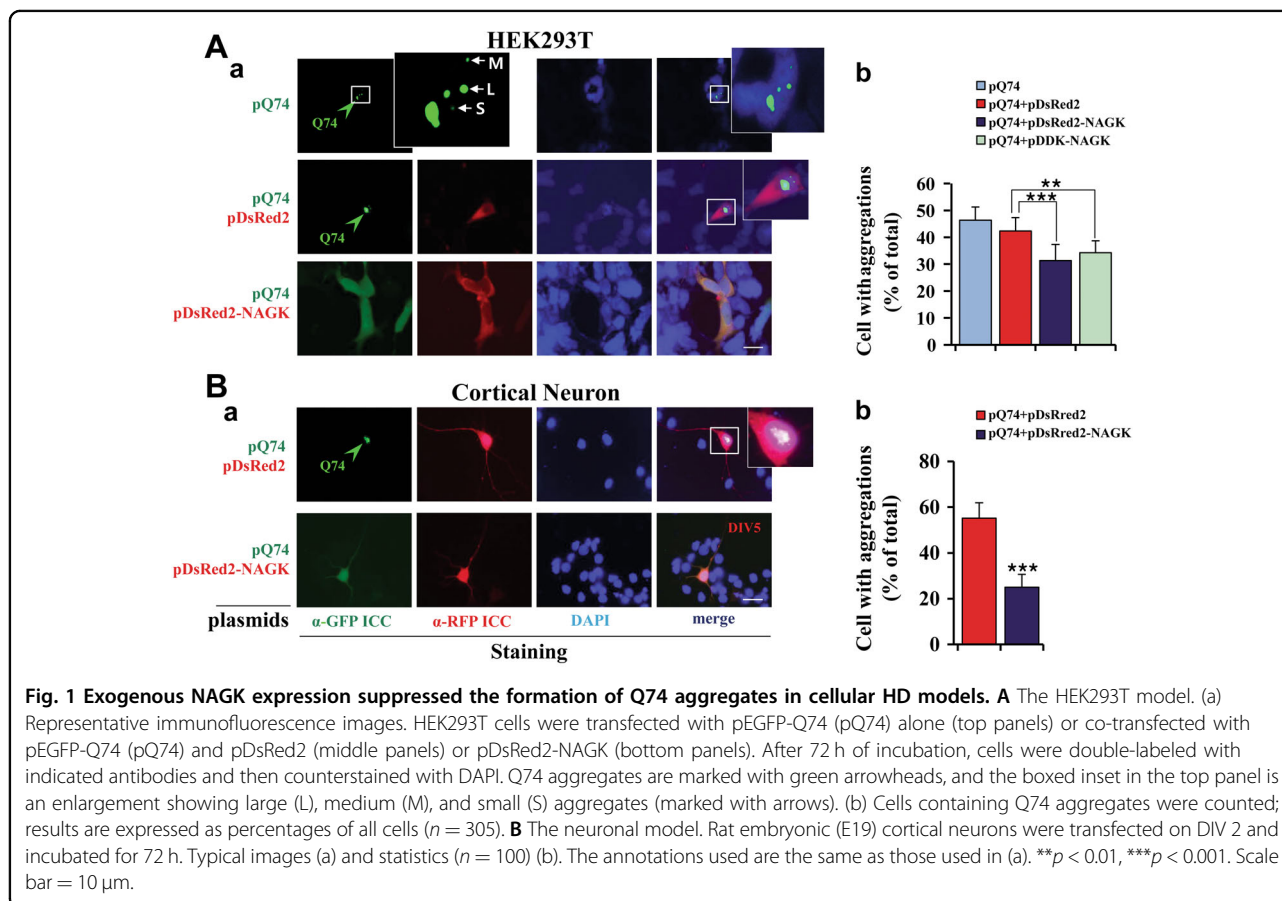 A
HEK293T
a
pQ74
Q74
M
L
S
pQ74
pDsRed2
Q74
pQ74
pDsRed2-NAGK
b
pQ74
pQ74+pDsRed2
pQ74+pDsRed2-NAGK
pQ74+pDDK-NAGK
Cell withaggregations
(% of total)
60
50
40
30
20
10
0
**
***
B
Cortical Neuron
a
pQ74
pDsRed2
Q74
pQ74
pDsRed2-NAGK
DIV5
plasmids
α-GFP ICC
α-RFP ICC
DAPI
merge
Staining
b
pQ74+pDsRred2
pQ74+pDsRred2-NAGK
Cell with aggregations
(% of total)
80
60
40
20
0
***
Fig. 1 Exogenous NAGK expression suppressed the formation of Q74 aggregates in cellular HD models. A The HEK293T model. (a)
Representative immunofluorescence images. HEK293T cells were transfected with pEGFP-Q74 (pQ74) alone (top panels) or co-transfected with
pEGFP-Q74 (pQ74) and pDsRed2 (middle panels) or pDsRed2-NAGK (bottom panels). After 72 h of incubation, cells were double-labeled with
indicated antibodies and then counterstained with DAPI. Q74 aggregates are marked with green arrowheads, and the boxed inset in the top panel is
an enlargement showing large (L), medium (M), and small (S) aggregates (marked with arrows). (b) Cells containing Q74 aggregates were counted;
results are expressed as percentages of all cells (n = 305). B The neuronal model. Rat embryonic (E19) cortical neurons were transfected on DIV 2 and
incubated for 72 h. Typical images (a) and statistics (n = 100) (b). The annotations used are the same as those used in (a). **p < 0.01, ***p < 0.001. Scale
bar = 10 μm.